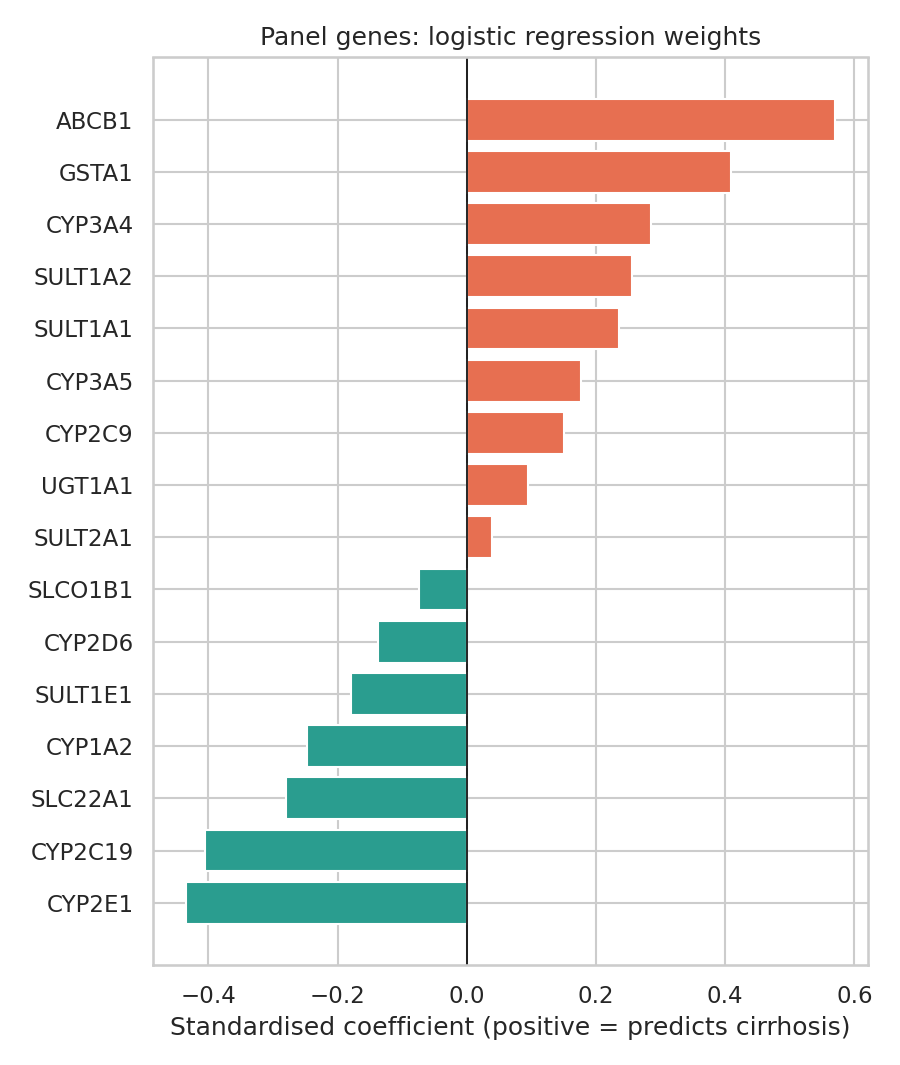 Panel genes: logistic regression weights
ABCB1
GSTA1
CYP3A4
SULT1A2
SULT1A1
CYP3A5
CYP2C9
UGT1A1
SULT2A1
SLCO1B1
CYP2D6
SULT1E1
CYP1A2
SLC22A1
CYP2C19
CYP2E1
−0.4 −0.2 0.0 0.2 0.4 0.6
Standardised coefficient (positive = predicts cirrhosis)